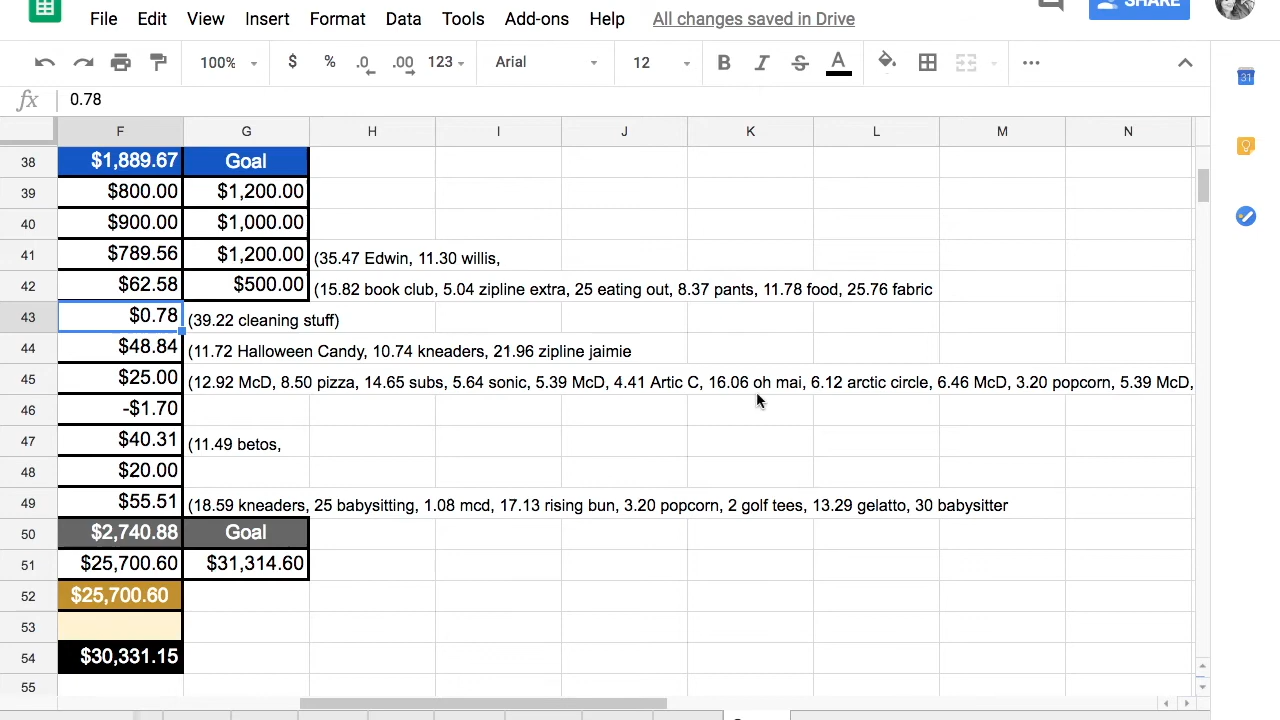 SHARE
File Edit View Insert Format Data Tools Add-ons Help All changes saved in Drive
100% $ % .0 .00 123 Arial 12 B I S A 31
fx 0.78
F G H I J K L M N
38 $1,889.67 Goal
39 $800.00 $1,200.00
40 $900.00 $1,000.00
41 $789.56 $1,200.00 (35.47 Edwin, 11.30 willis,
42 $62.58 $500.00 (15.82 book club, 5.04 zipline extra, 25 eating out, 8.37 pants, 11.78 food, 25.76 fabric
43 $0.78 (39.22 cleaning stuff)
44 $48.84 (11.72 Halloween Candy, 10.74 kneaders, 21.96 zipline jaimie
45 $25.00 (12.92 McD, 8.50 pizza, 14.65 subs, 5.64 sonic, 5.39 McD, 4.41 Artic C, 16.06 oh mai, 6.12 arctic circle, 6.46 McD, 3.20 popcorn, 5.39 McD,
46 -$1.70
47 $40.31 (11.49 betos,
48 $20.00
49 $55.51 (18.59 kneaders, 25 babysitting, 1.08 mcd, 17.13 rising bun, 3.20 popcorn, 2 golf tees, 13.29 gelatto, 30 babysitter
50 $2,740.88 Goal
51 $25,700.60 $31,314.60
52 $25,700.60
53
54 $30,331.15
55